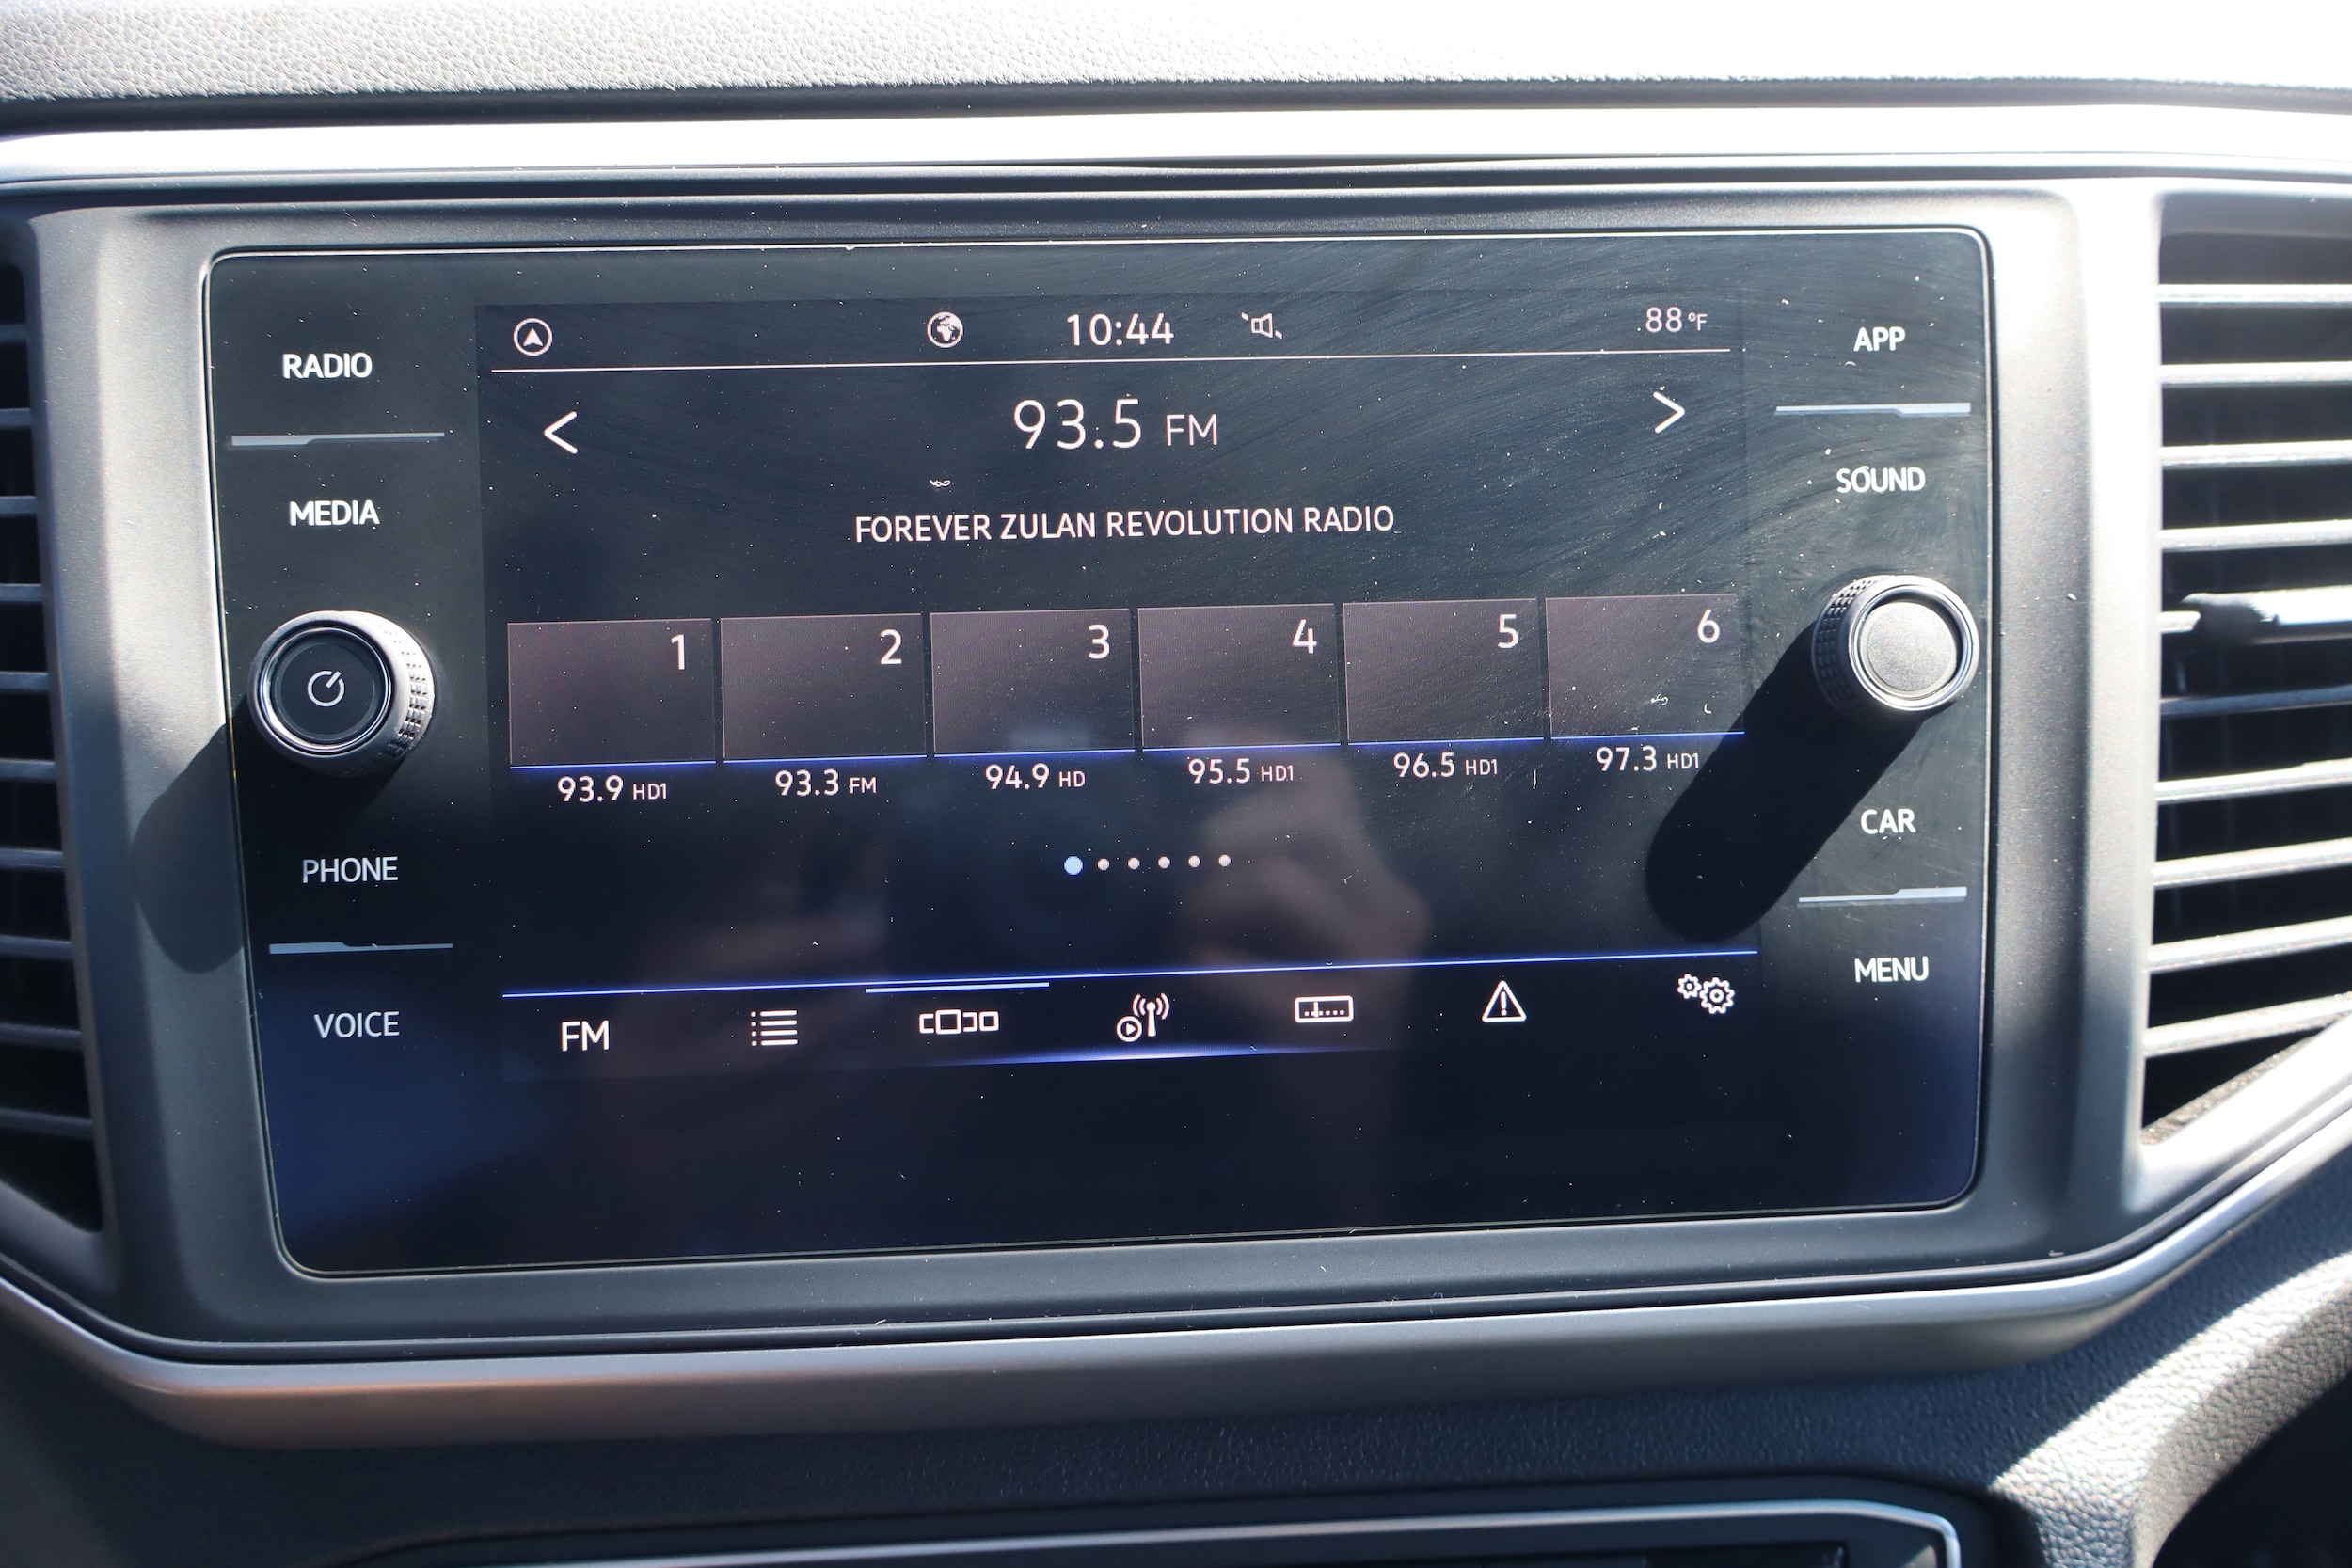 RADIO
MEDIA
PHONE
VOICE
10:44
88 °F
93.5 FM
FOREVER ZULAN REVOLUTION RADIO
1 2 3 4 5 6
93.9 HD1 93.3 FM 94.9 HD 95.5 HD1 96.5 HD1 97.3 HD1
FM
APP
SOUND
CAR
MENU